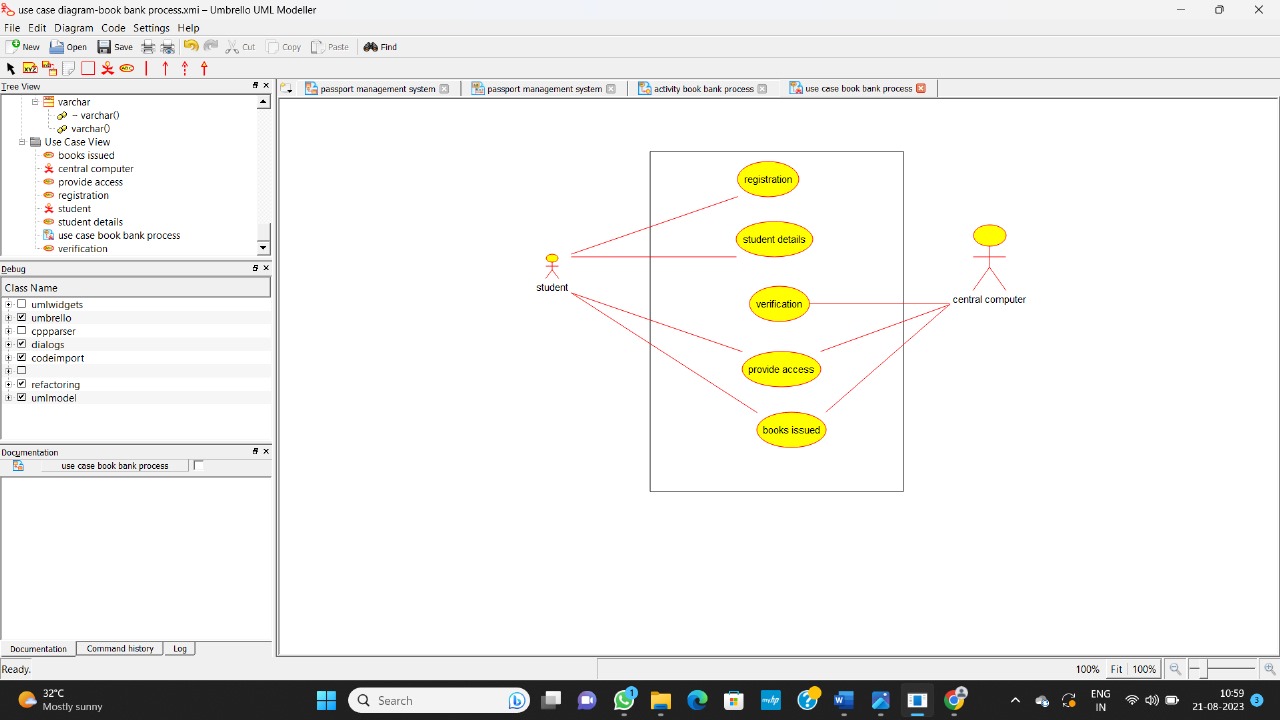 use case diagram-book bank process.xmi – Umbrello UML Modeller
File Edit Diagram Code Settings Help
New Open Save Cut Copy Paste Find
Tree View
passport management system passport management system activity book bank process use case book bank process
varchar
-- varchar()
varchar()
Use Case View
books issued
central computer
provide access
registration
student
student details
use case book bank process
verification
Debug
Class Name
umlwidgets
umbrello
cppparser
dialogs
codeimport
refactoring
umlmodel
Documentation
use case book bank process
registration
student details
student
verification
central computer
provide access
books issued
Documentation Command history Log
Ready.
100% Fit 100%
32°C
Mostly sunny
Search
1
ENG
IN
10:59
21-08-2023
3